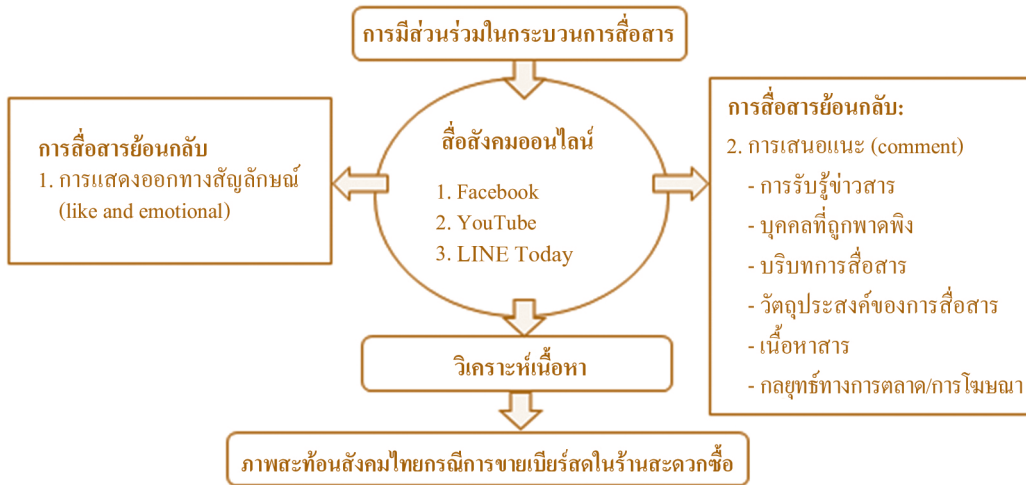 การมีส่วนร่วมในกระบวนการสื่อสาร
การสื่อสารย้อนกลับ
1. การแสดงออกทางสัญลักษณ์
(like and emotional)
สื่อสังคมออนไลน์
1. Facebook
2. YouTube
3. LINE Today
การสื่อสารย้อนกลับ:
2. การเสนอแนะ (comment)
- การรับรู้ข่าวสาร
- บุคคลที่ถูกพาดพิง
- บริบทการสื่อสาร
- วัตถุประสงค์ของการสื่อสาร
- เนื้อหาสาร
- กลยุทธ์ทางการตลาด/การโฆษณา
วิเคราะห์เนื้อหา
ภาพสะท้อนสังคมไทยกรณีการขายเบียร์สดในร้านสะดวกซื้อ